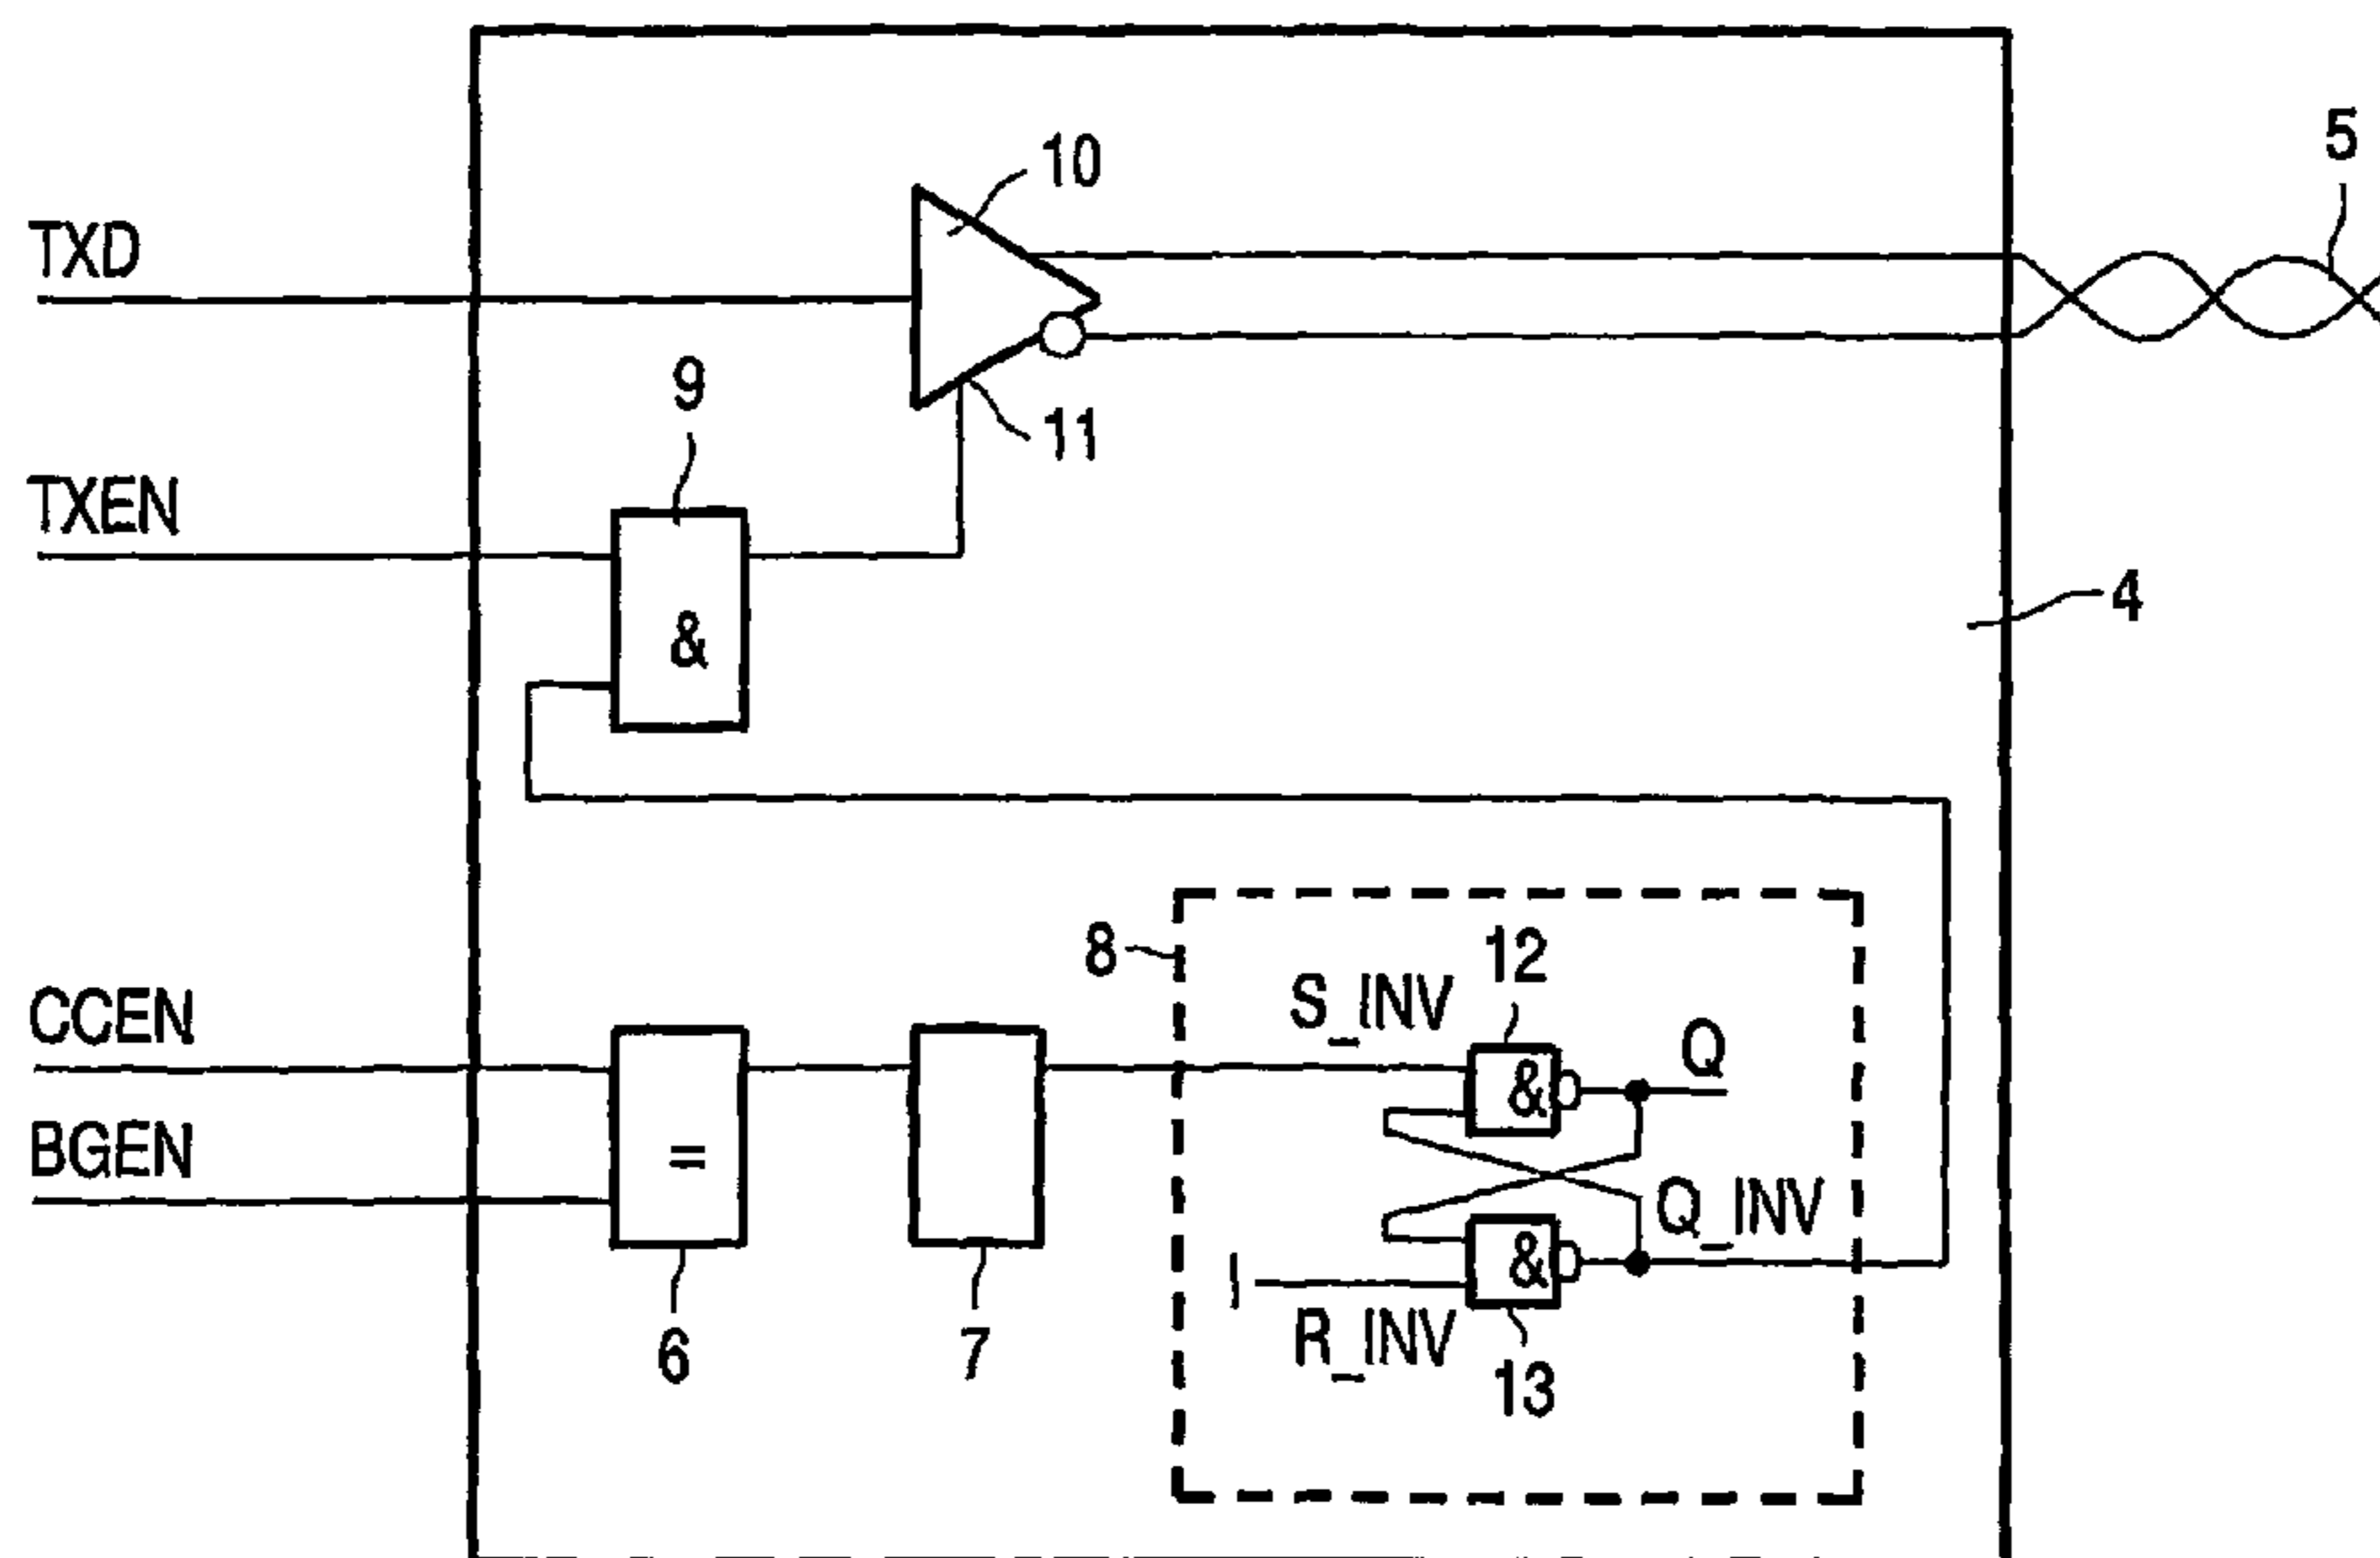 5
10
TXD
9
11
TXEN
&
4
8
12
S_INV
CCEN
Q
&
BGEN
=
Q_INV
&
1
R_INV
6
7
13